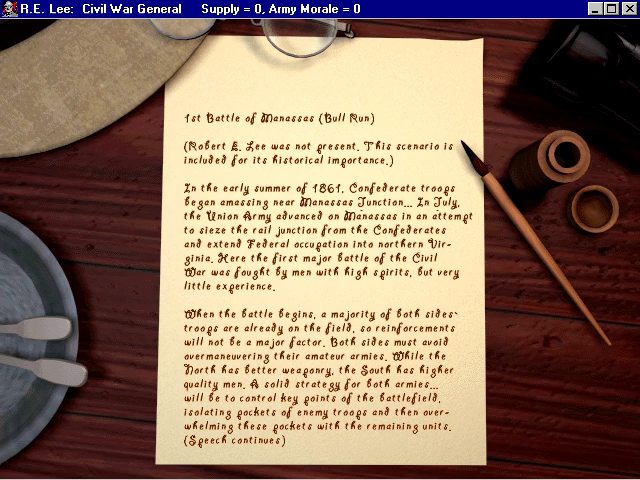 R.E. Lee: Civil War General Supply = 0, Army Morale = 0
1st Battle of Manassas (Bull Run)
(Robert E. Lee was not present. This scenario is
included for its historical importance.)
In the early summer of 1861, Confederate troops
began amassing near Manassas Junction... In July,
the Union Army advanced on Manassas in an attempt
to sieze the rail junction from the Confederates
and extend Federal occupation into northern Vir-
ginia. Here the first major battle of the Civil
War was fought by men with high spirits, but very
little experience.
When the battle begins, a majority of both sides'
troops are already on the field, so reinforcements
will not be a major factor. Both sides must avoid
overmaneuvering their amateur armies. While the
North has better weaponry, the South has higher
quality men. A solid strategy for both armies...
will be to control key points of the battlefield,
isolating pockets of enemy troops and then over-
whelming these pockets with the remaining units.
(Speech continues)